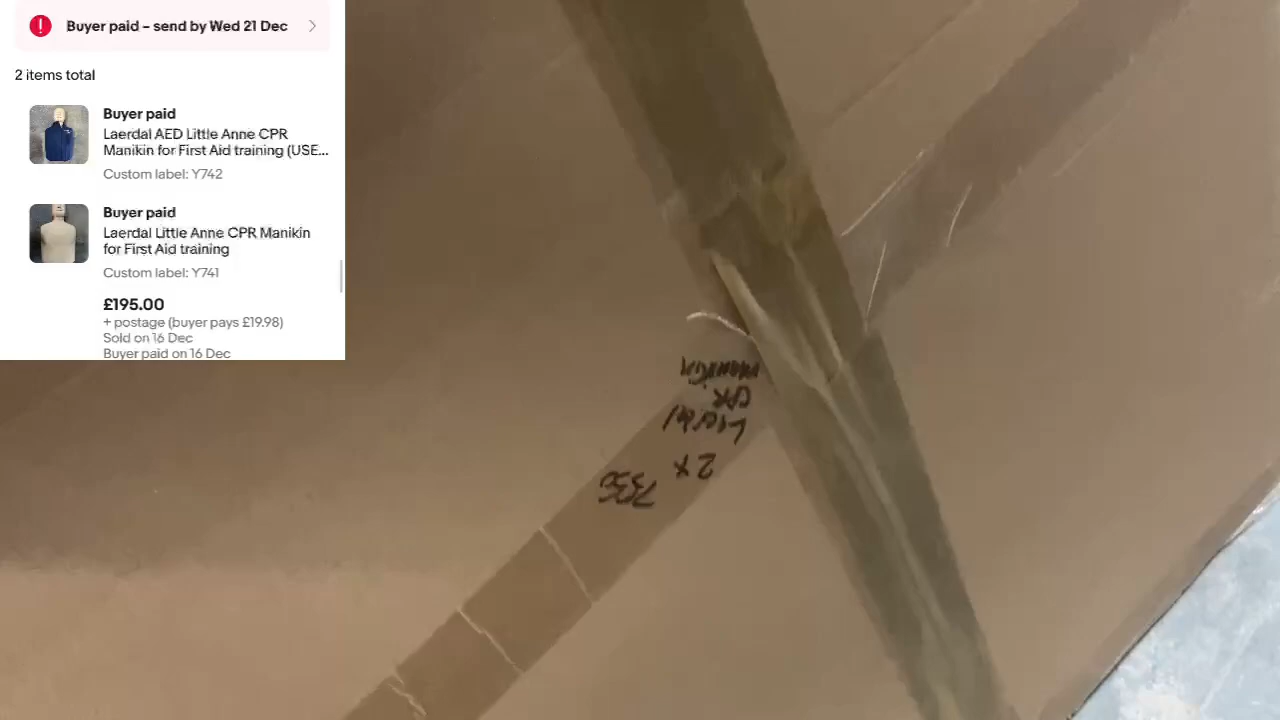 Buyer paid – send by Wed 21 Dec
2 items total
Buyer paid
Laerdal AED Little Anne CPR
Manikin for First Aid training (USE...
Custom label: Y742
Buyer paid
Laerdal Little Anne CPR Manikin
for First Aid training
Custom label: Y741
£195.00
+ postage (buyer pays £19.98)
Sold on 16 Dec
Buyer paid on 16 Dec
2 x
CPR